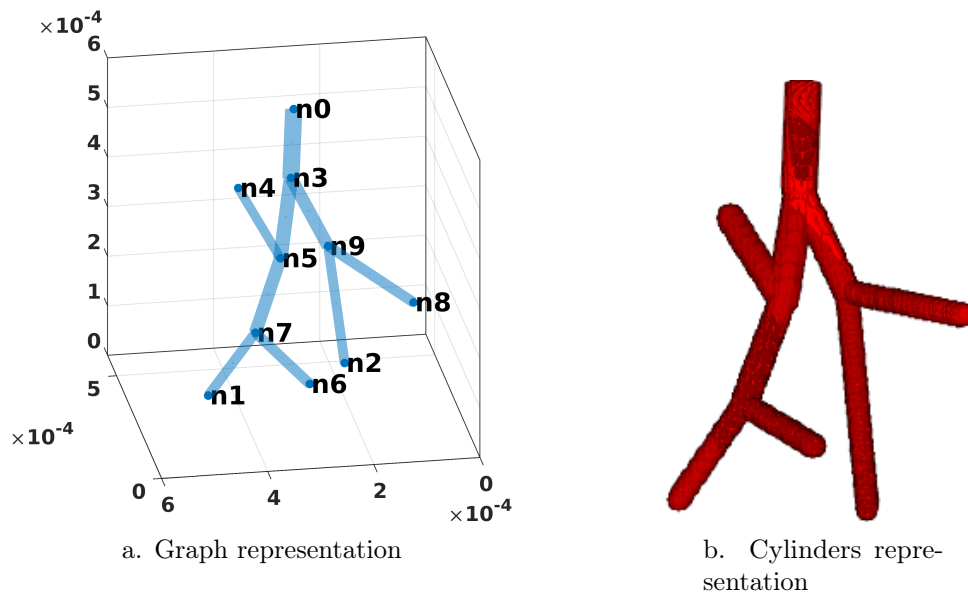 ×10⁻⁴
6
5
4
3
2
1
0
5
×10⁻⁴
0
6
4
2
0
×10⁻⁴
n0
n3
n4
n9
n5
n8
n7
n2
n6
n1
a. Graph representation
b. Cylinders repre-
sentation